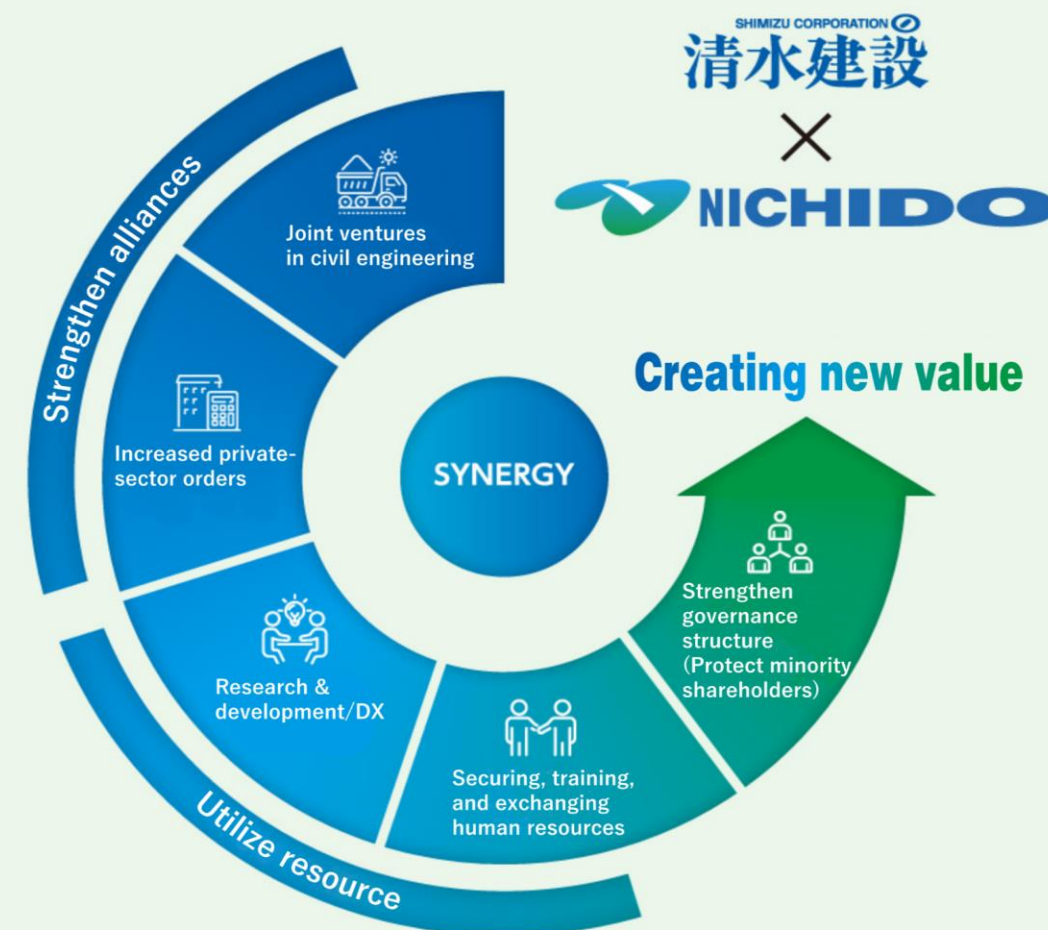 SHIMIZU CORPORATION
清水建設
×
NICHIDO
Creating new value
Strengthen alliances
Joint ventures
in civil engineering
Increased private-
sector orders
SYNERGY
Utilize resource
Research &
development/DX
Securing, training,
and exchanging
human resources
Strengthen
governance
structure
(Protect minority
shareholders)